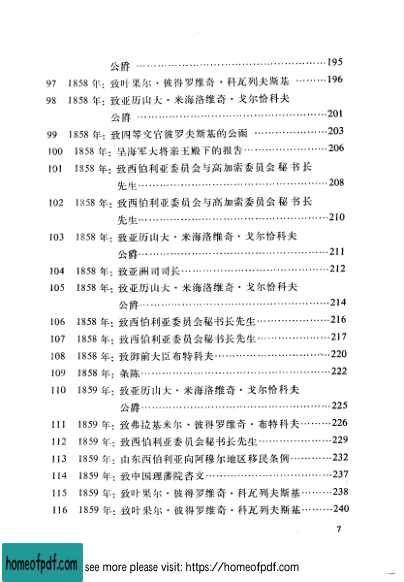 公爵 ……………………………………195
97 1858 年：致叶果尔·彼得罗维奇·科瓦列夫斯基 ………196
98 1858 年：致亚历山大·米海洛维奇·戈尔恰科夫
公爵 ……………………………………201
99 1858 年：致四等文官彼罗夫斯基的公函 ……………203
100 1858 年：呈海军大将亲王殿下的报告……………206
101 1858 年：致西伯利亚委员会与高加索委员会秘书长
先生……………………………………208
102 1858 年：致西伯利亚委员会与高加索委员会秘书长
先生……………………………………210
103 1858 年：致亚历山大·米海洛维奇·戈尔恰科夫
公爵……………………………………211
104 1858 年：致亚洲司司长……………………………212
105 1858 年：致亚历山大·米海洛维奇·戈尔恰科夫
公爵……………………………………214
106 1858 年：致西伯利亚委员会秘书长先生……………216
107 1858 年：致西伯利亚委员会秘书长先生……………217
108 1858 年：致御前大臣布特科夫……………………220
109 1858 年：条陈……………………………………222
110 1859 年：致亚历山大·米海洛维奇·戈尔恰科夫
公爵……………………………………225
111 1859 年：致弗拉基米尔·彼得罗维奇·布特科夫………226
112 1859 年：致西伯利亚委员会秘书长先生……………229
113 1859 年：由东西伯利亚向阿穆尔地区移民条例………232
114 1859 年：致中国理藩院咨文………………………237
115 1859 年：致叶果尔·彼得罗维奇·科瓦列夫斯基………238
116 1859 年：致叶果尔·彼得罗维奇·科瓦列夫斯基………240
7
homeofpdf.com see more please visit: https://homeofpdf.com